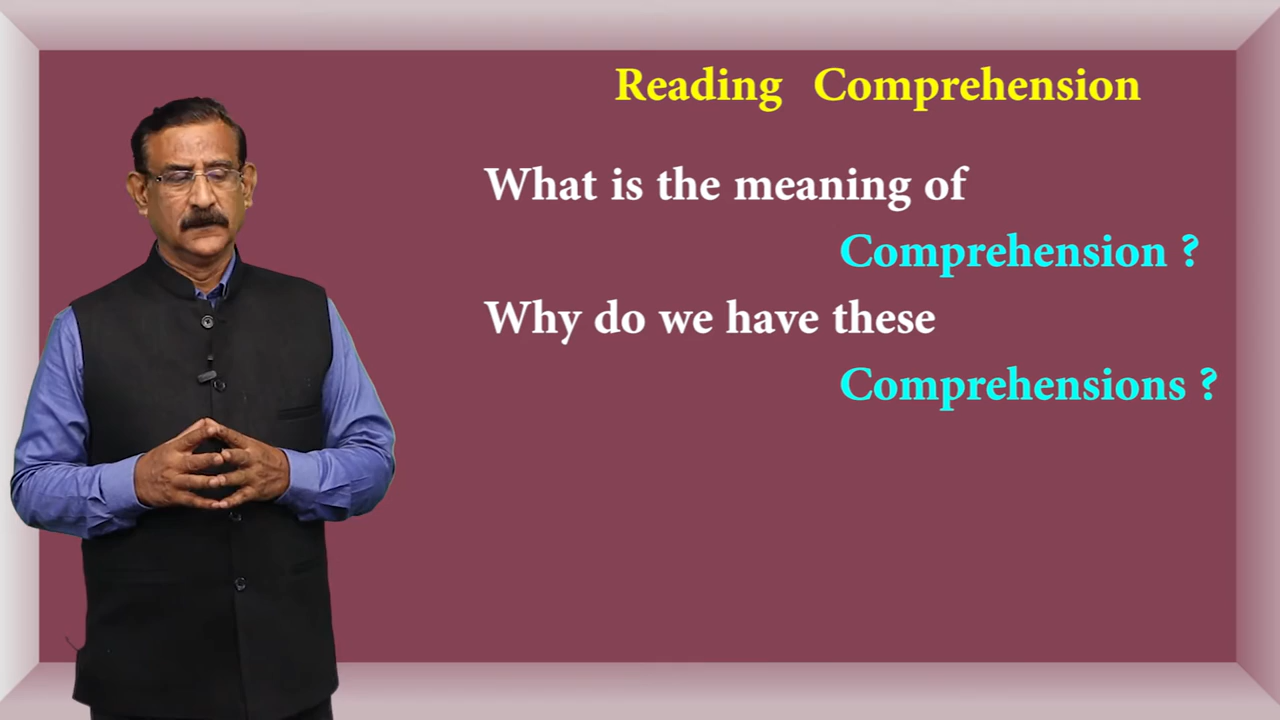 Reading Comprehension
What is the meaning of
Comprehension ?
Why do we have these
Comprehensions ?